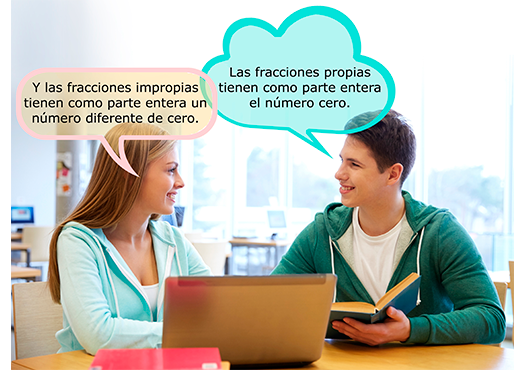 Las fracciones propias
tienen como parte entera
el número cero.
Y las fracciones impropias
tienen como parte entera un
número diferente de cero.